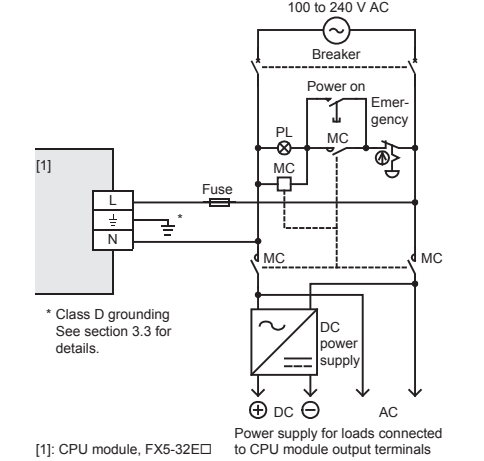 100 to 240 V AC
Breaker
Power on
Emer-
gency
PL
MC
[1]
MC
L
Fuse
*
N
MC
MC
* Class D grounding
See section 3.3 for
details.
DC
power
supply
DC
AC
Power supply for loads connected
to CPU module output terminals
[1]: CPU module, FX5-32E□